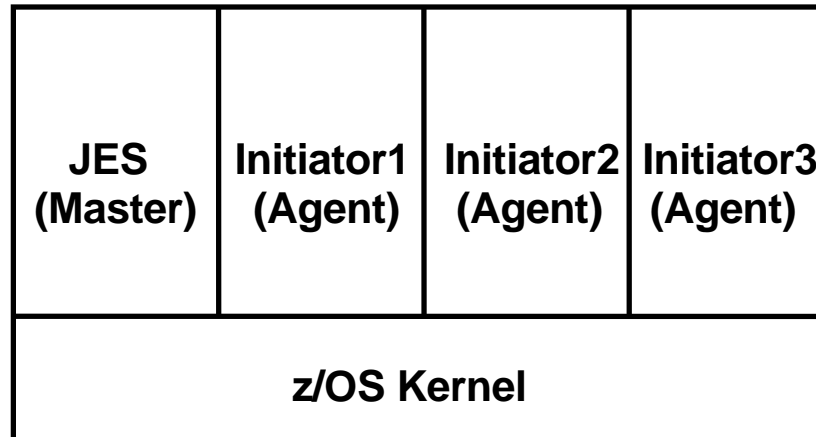 JES
(Master)
Initiator1
(Agent)
Initiator2
(Agent)
Initiator3
(Agent)
z/OS Kernel